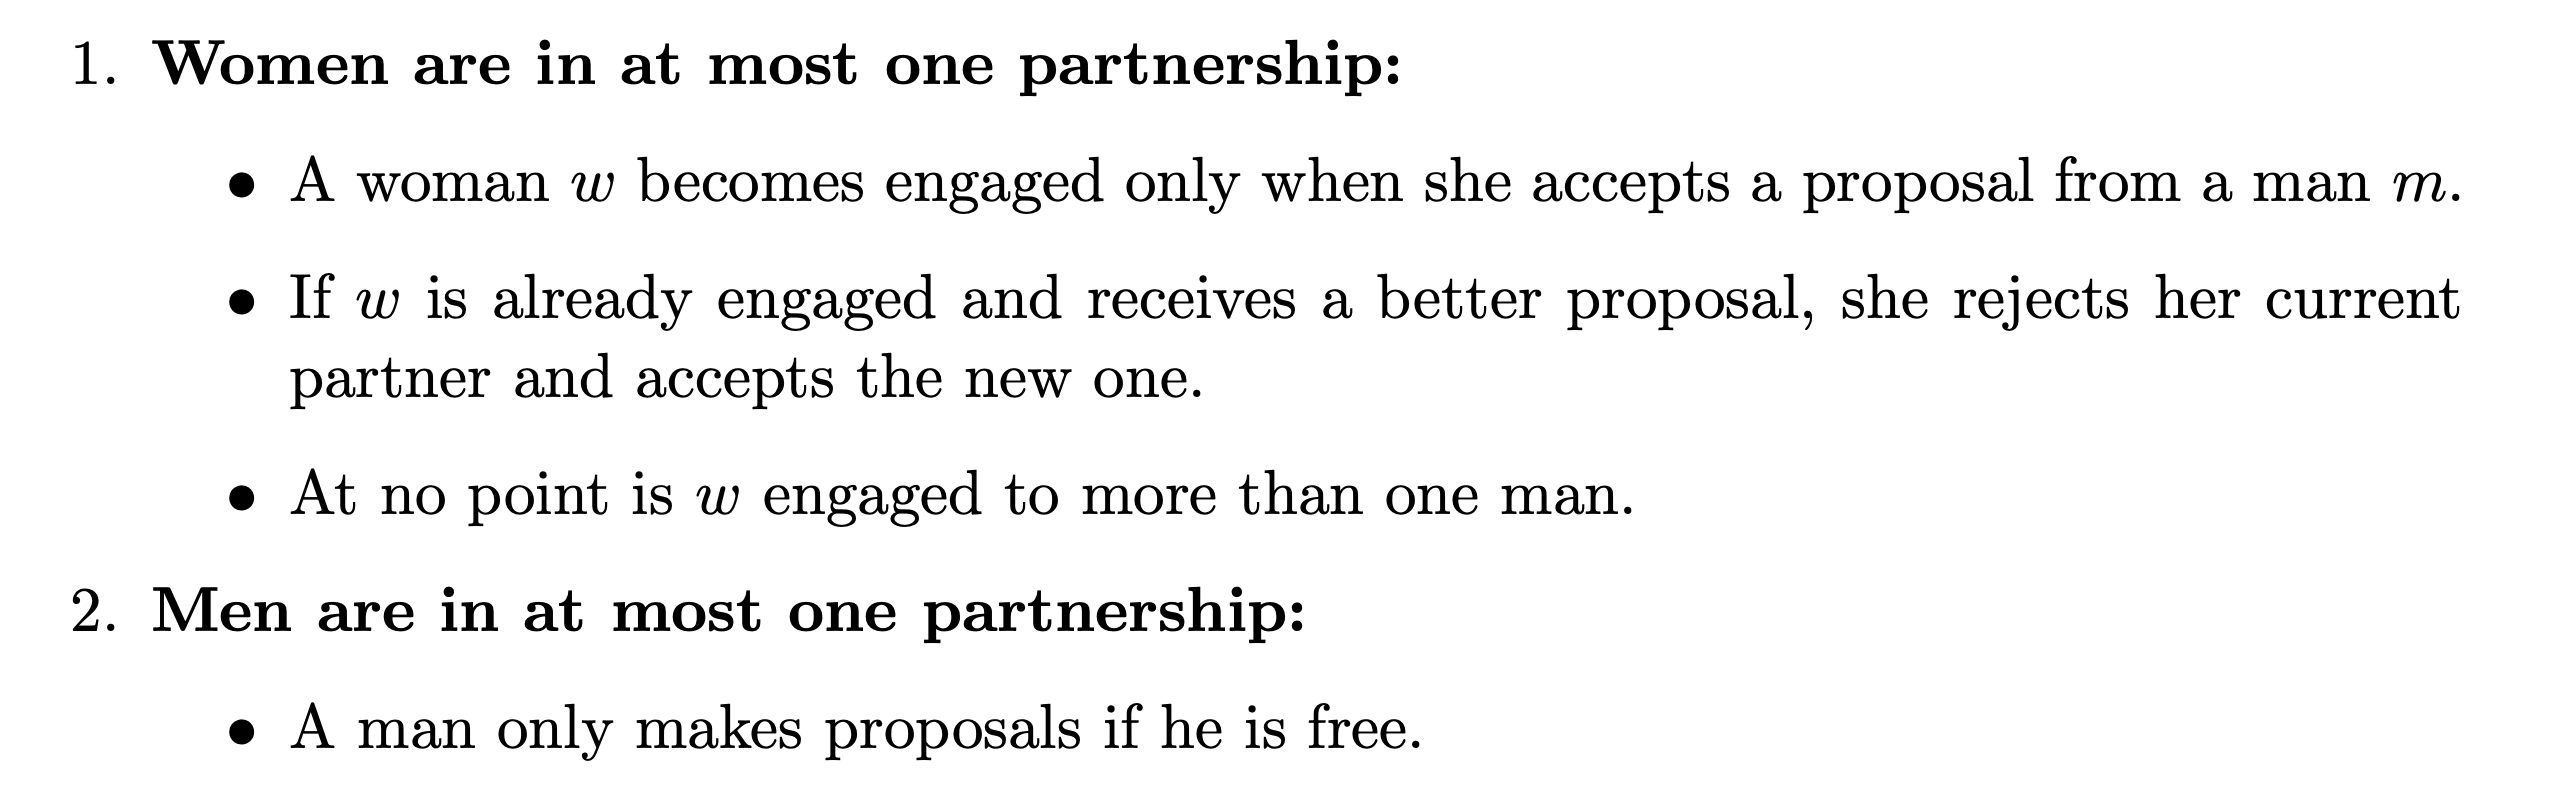 1. Women are in at most one partnership:
• A woman w becomes engaged only when she accepts a proposal from a man m.
• If w is already engaged and receives a better proposal, she rejects her current
partner and accepts the new one.
• At no point is w engaged to more than one man.
2. Men are in at most one partnership:
• A man only makes proposals if he is free.